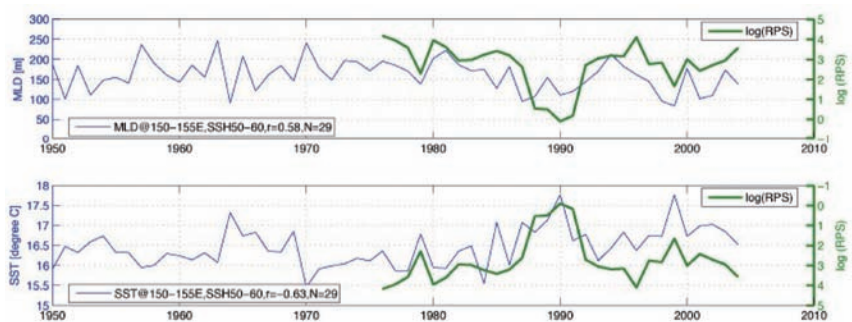 300
250
200
150
100
50
0
MLD [m]
5
4
3
2
1
0
−1
log (RPS)
log(RPS)
MLD@150−155E,SSH50−60,r=0.58,N=29
1950 1960 1970 1980 1990 2000 2010
18
17.5
17
16.5
16
15.5
15
SST [degree C]
−1
0
1
2
3
4
5
log (RPS)
log(RPS)
SST@150−155E,SSH50−60,r=−0.63,N=29
1950 1960 1970 1980 1990 2000 2010